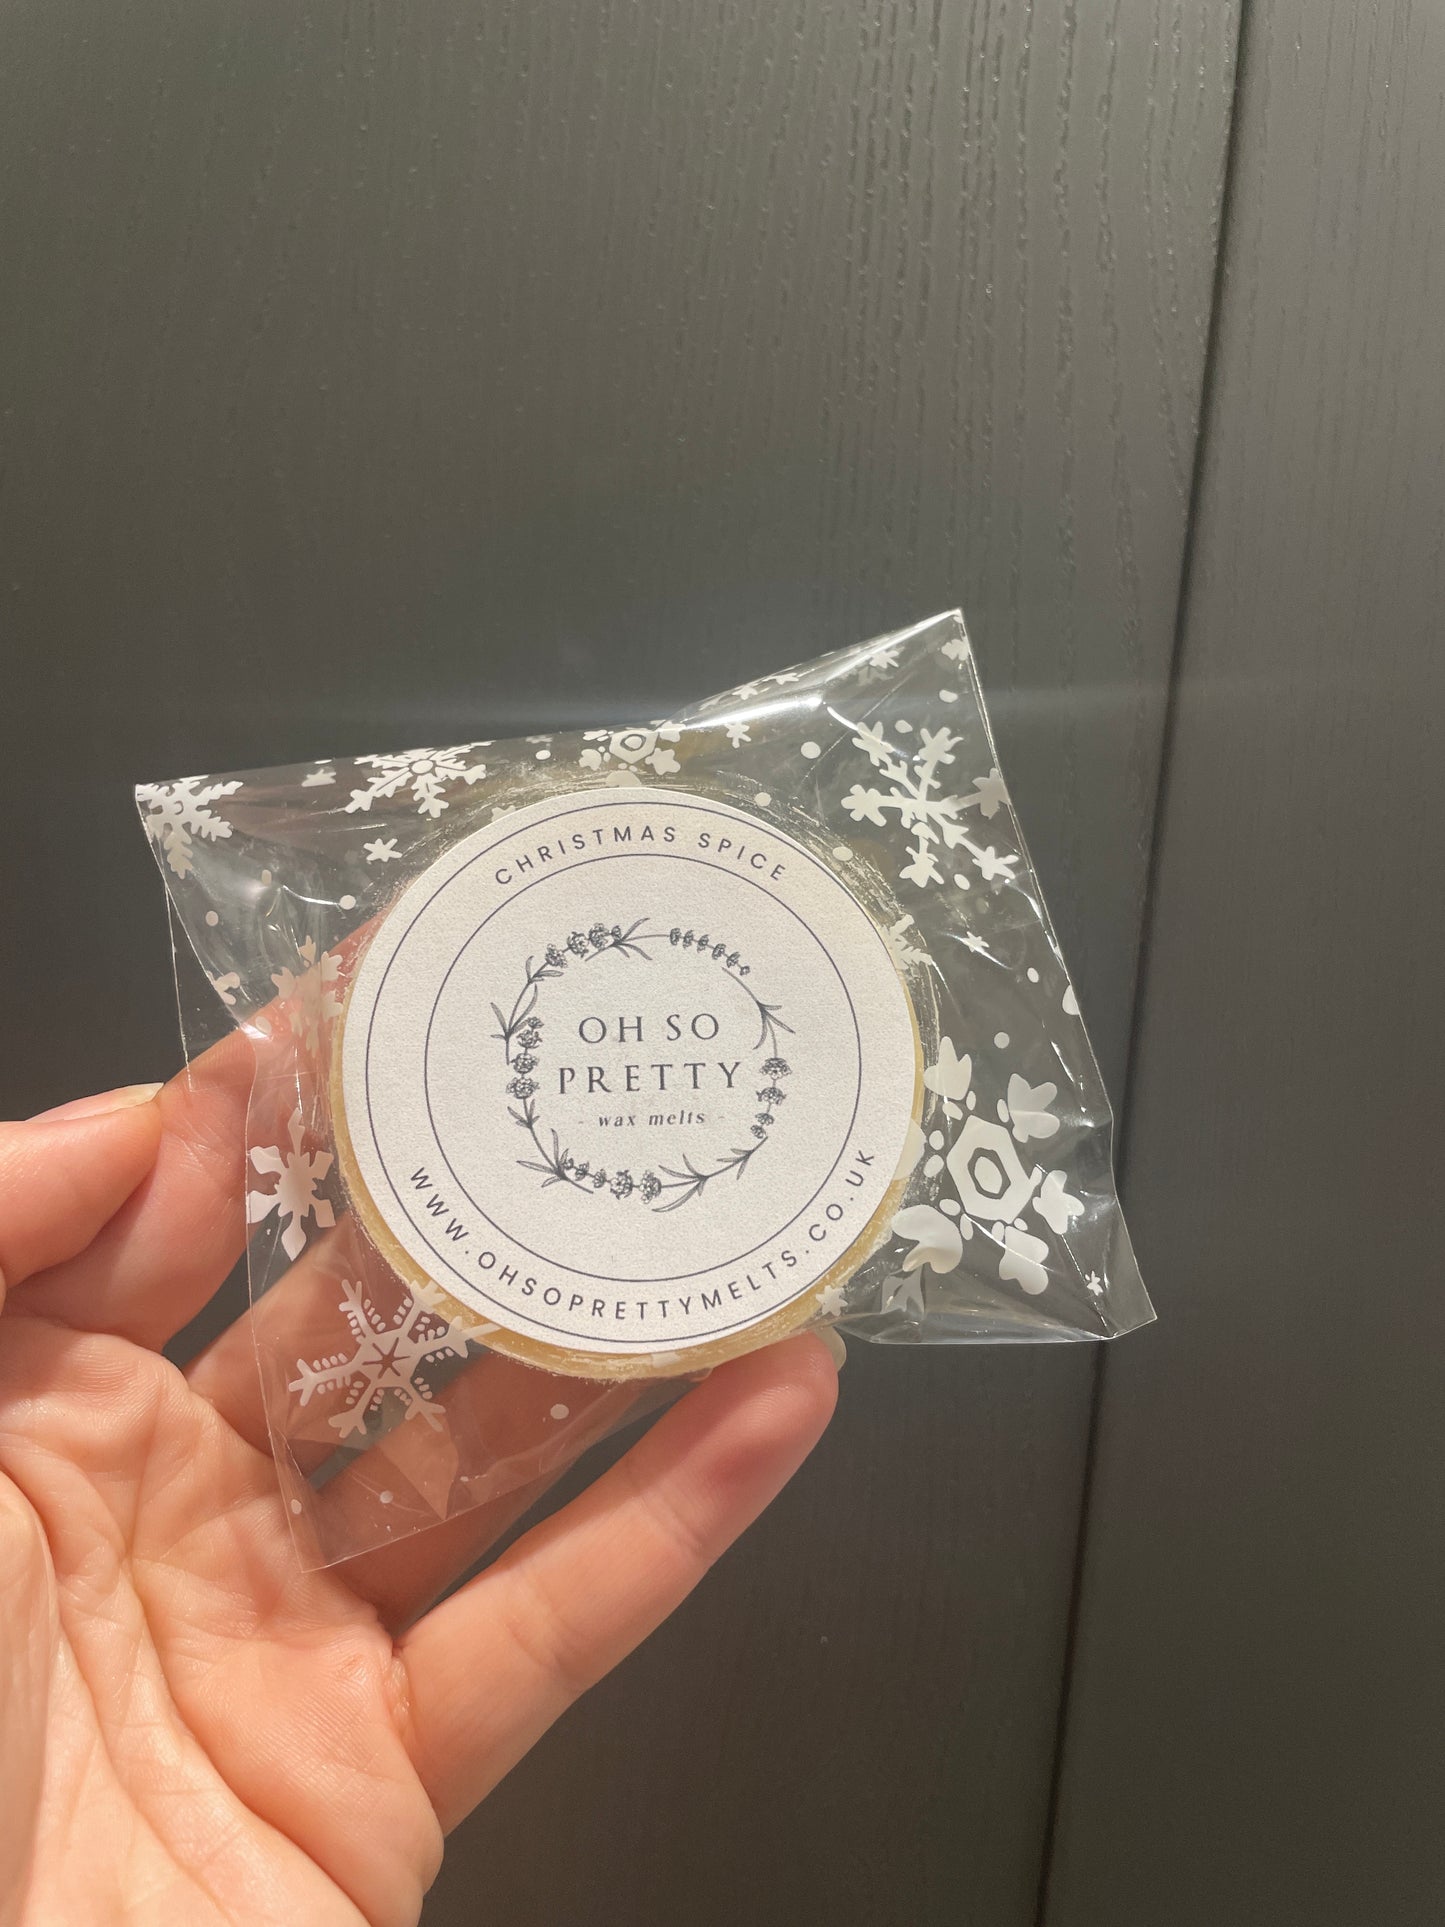 CHRISTMAS SPICE
OH SO
PRETTY
- wax melts -
WWW.OHSOPRETTYMELTS.CO.UK